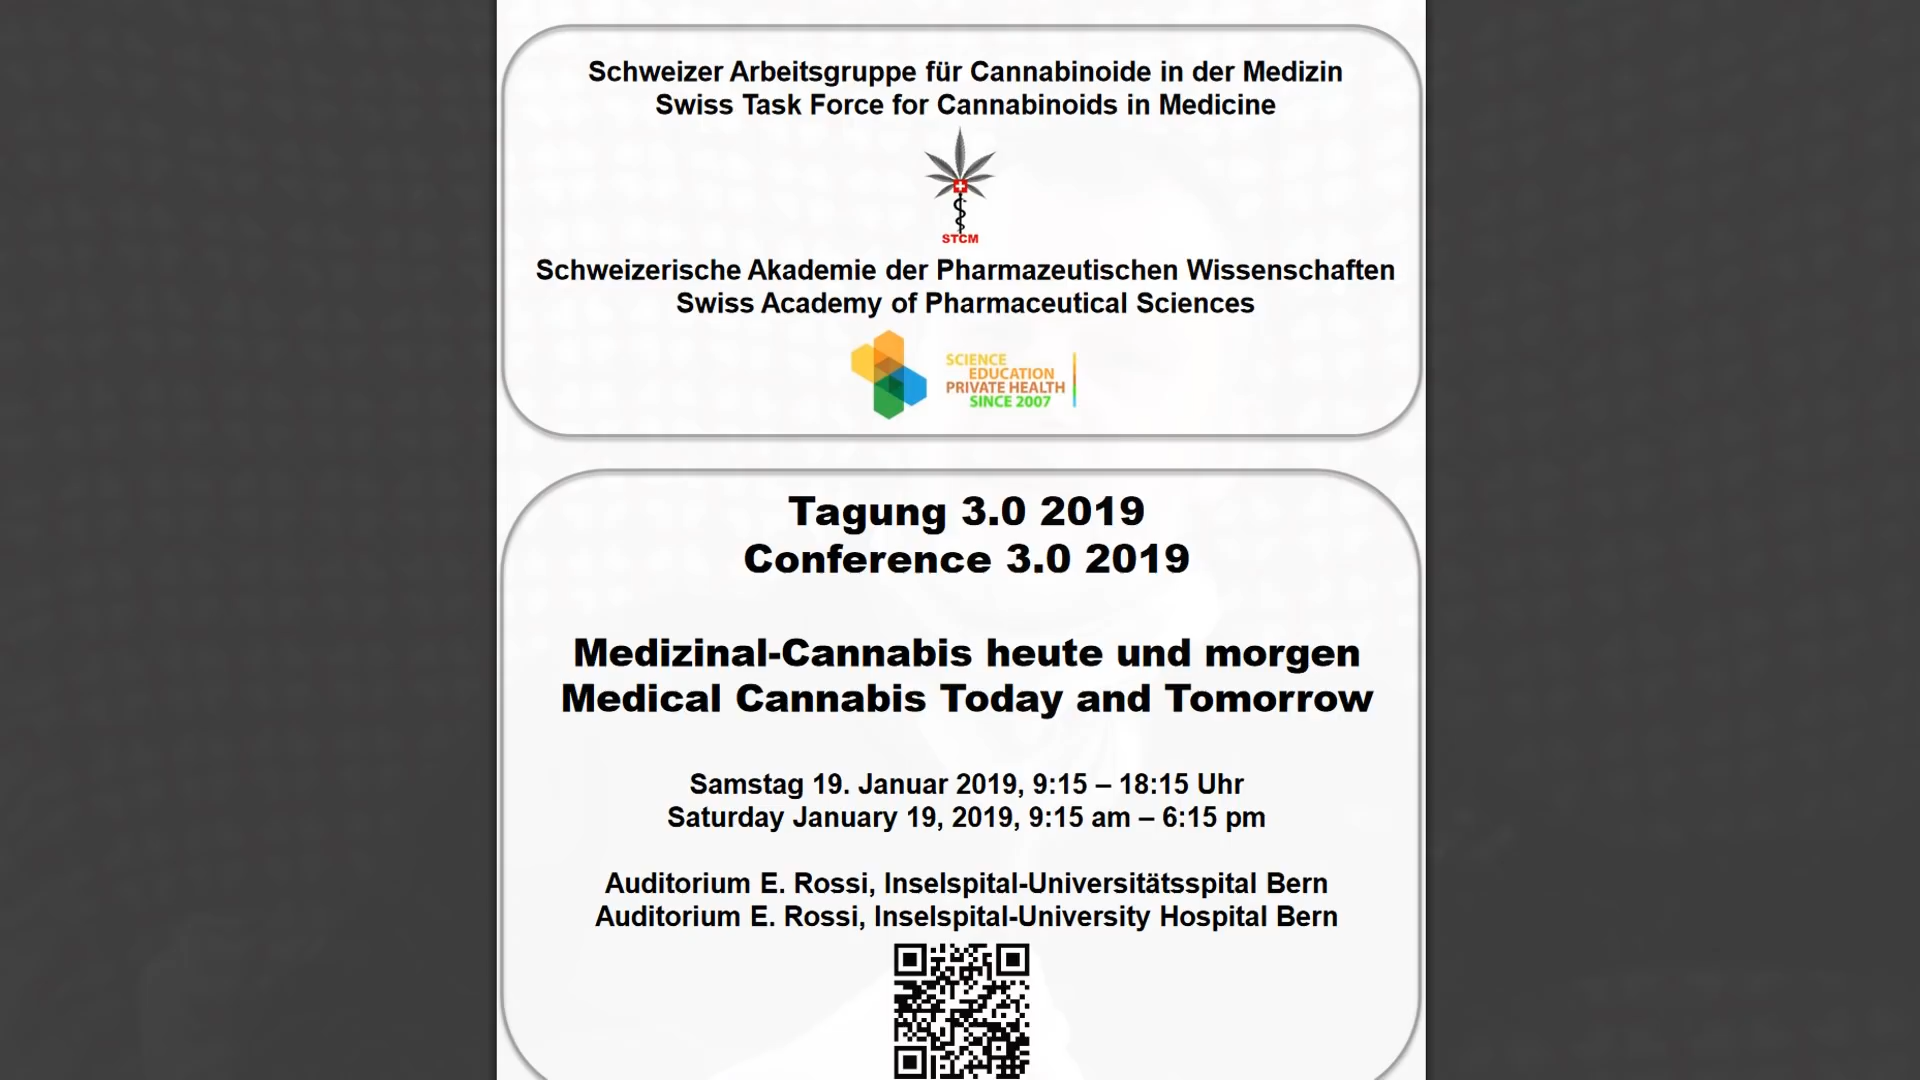 Schweizer Arbeitsgruppe für Cannabinoide in der Medizin
Swiss Task Force for Cannabinoids in Medicine
STCM
Schweizerische Akademie der Pharmazeutischen Wissenschaften
Swiss Academy of Pharmaceutical Sciences
SCIENCE
EDUCATION
PRIVATE HEALTH
SINCE 2007
Tagung 3.0 2019
Conference 3.0 2019
Medizinal-Cannabis heute und morgen
Medical Cannabis Today and Tomorrow
Samstag 19. Januar 2019, 9:15 – 18:15 Uhr
Saturday January 19, 2019, 9:15 am – 6:15 pm
Auditorium E. Rossi, Inselspital-Universitätsspital Bern
Auditorium E. Rossi, Inselspital-University Hospital Bern